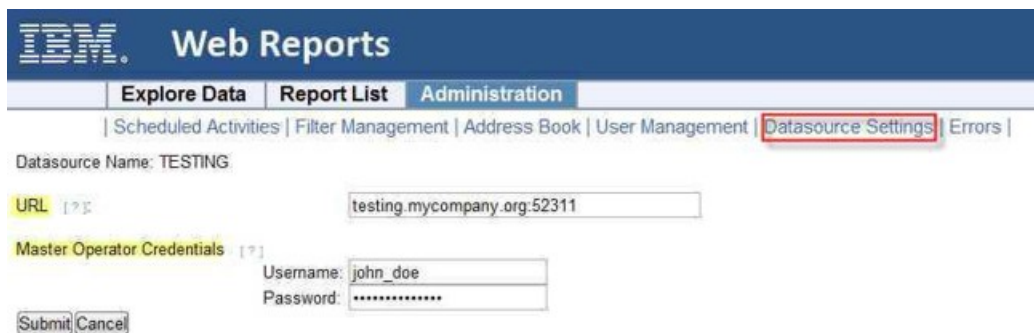 IBM. Web Reports
Explore Data Report List Administration
| Scheduled Activities | Filter Management | Address Book | User Management | Datasource Settings | Errors |
Datasource Name: TESTING
URL [?]: testing.mycompany.org:52311
Master Operator Credentials [?]
Username: john_doe
Password: ••••••••••••••
Submit Cancel